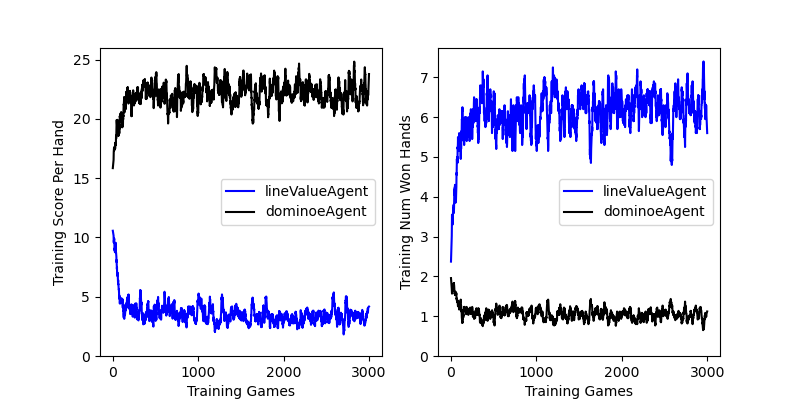 25
20
15
10
5
0
Training Score Per Hand
lineValueAgent
dominoeAgent
0
1000
2000
3000
Training Games
7
6
5
4
3
2
1
0
Training Num Won Hands
lineValueAgent
dominoeAgent
0
1000
2000
3000
Training Games